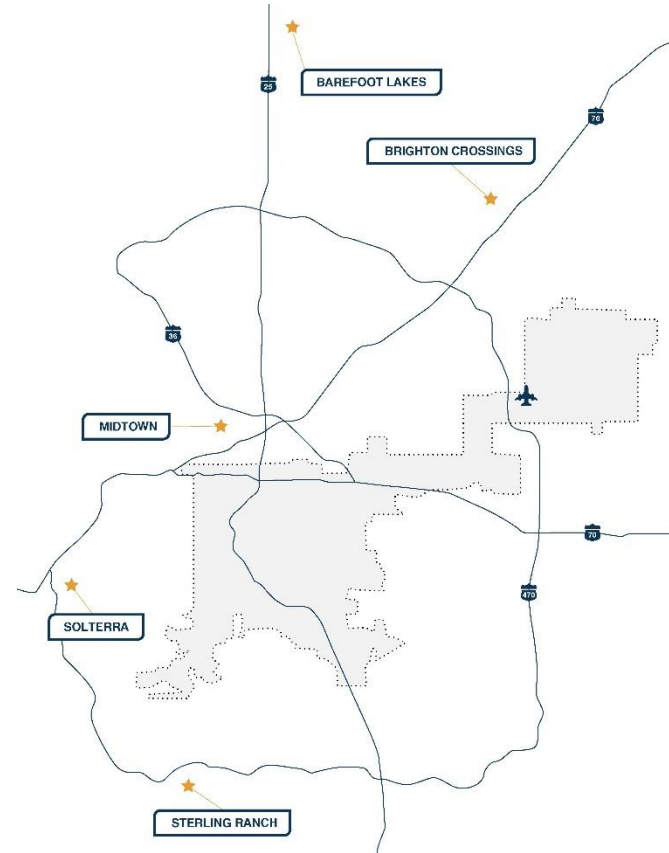 BAREFOOT LAKES
25
76
BRIGHTON CROSSINGS
36
MIDTOWN
70
470
SOLTERRA
STERLING RANCH